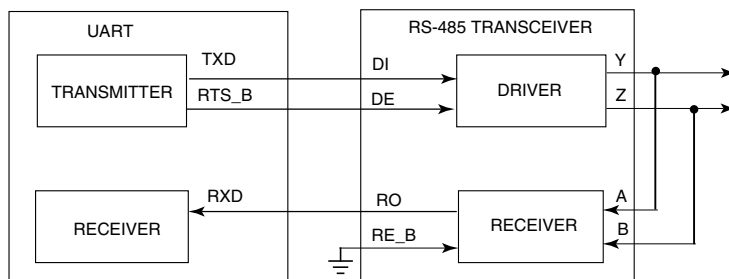 UART
RS-485 TRANSCEIVER
TRANSMITTER
TXD
RTS_B
DI
DE
DRIVER
Y
Z
RECEIVER
RXD
RO
RE_B
RECEIVER
A
B